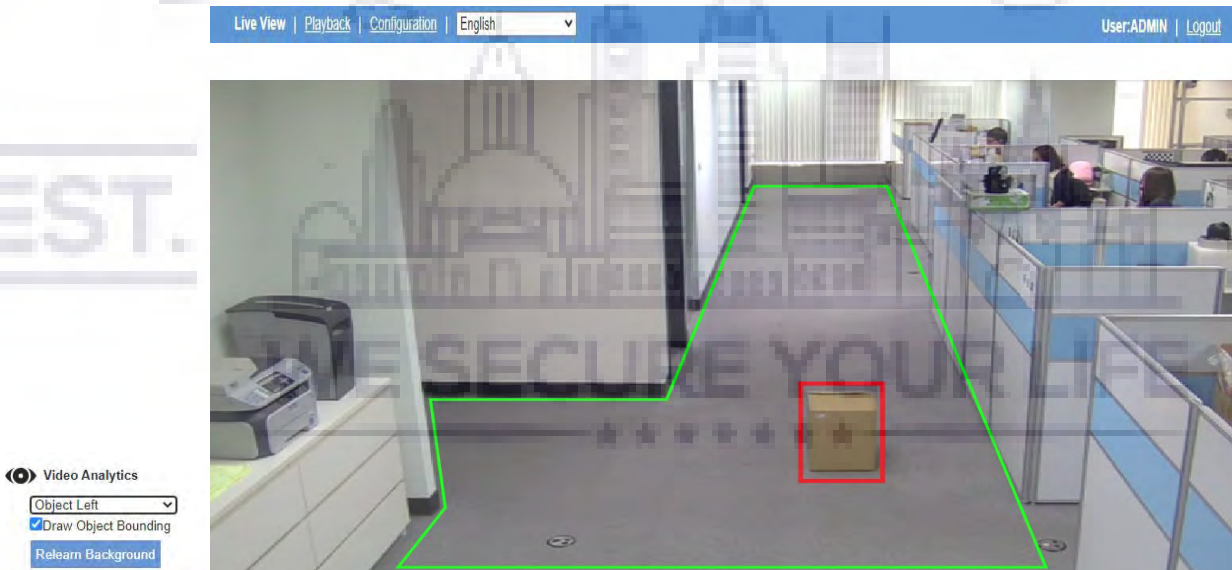 Live View | Playback | Configuration | English
User:ADMIN | Logout
EST.
WE SECURE YOUR LIFE
Video Analytics
Object Left
Draw Object Bounding
Relearn Background